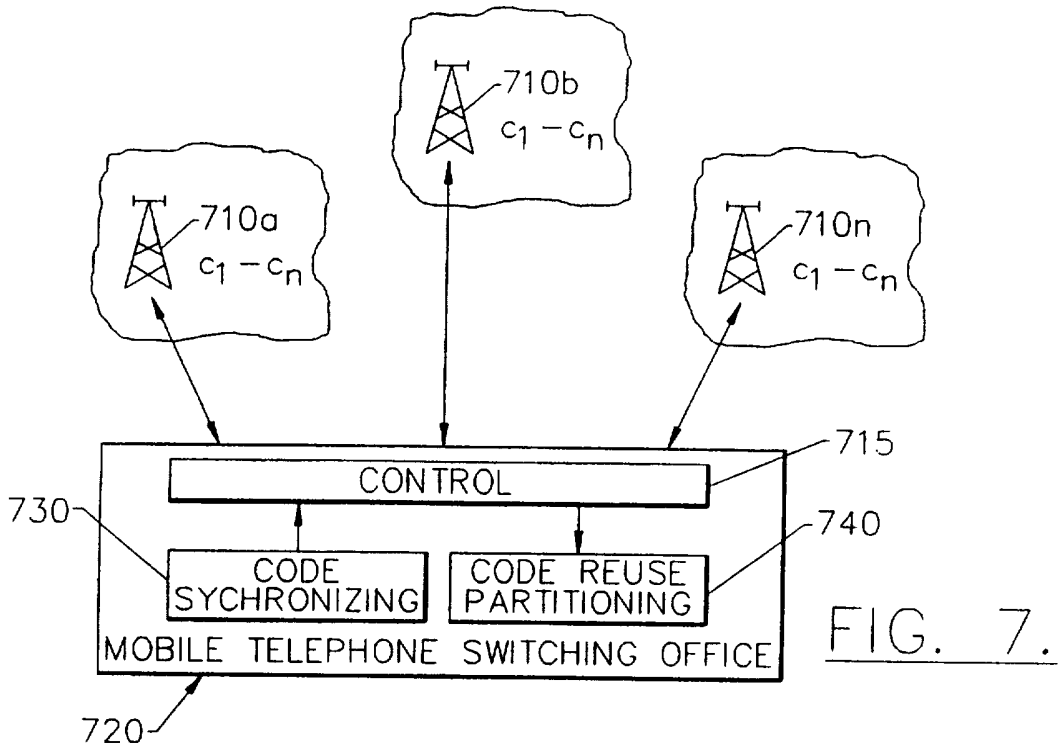 710b
c₁ – cₙ
710a
c₁ – cₙ
710n
c₁ – cₙ
715
CONTROL
730
740
CODE
SYCHRONIZING
CODE REUSE
PARTITIONING
MOBILE TELEPHONE SWITCHING OFFICE
FIG. 7.
720